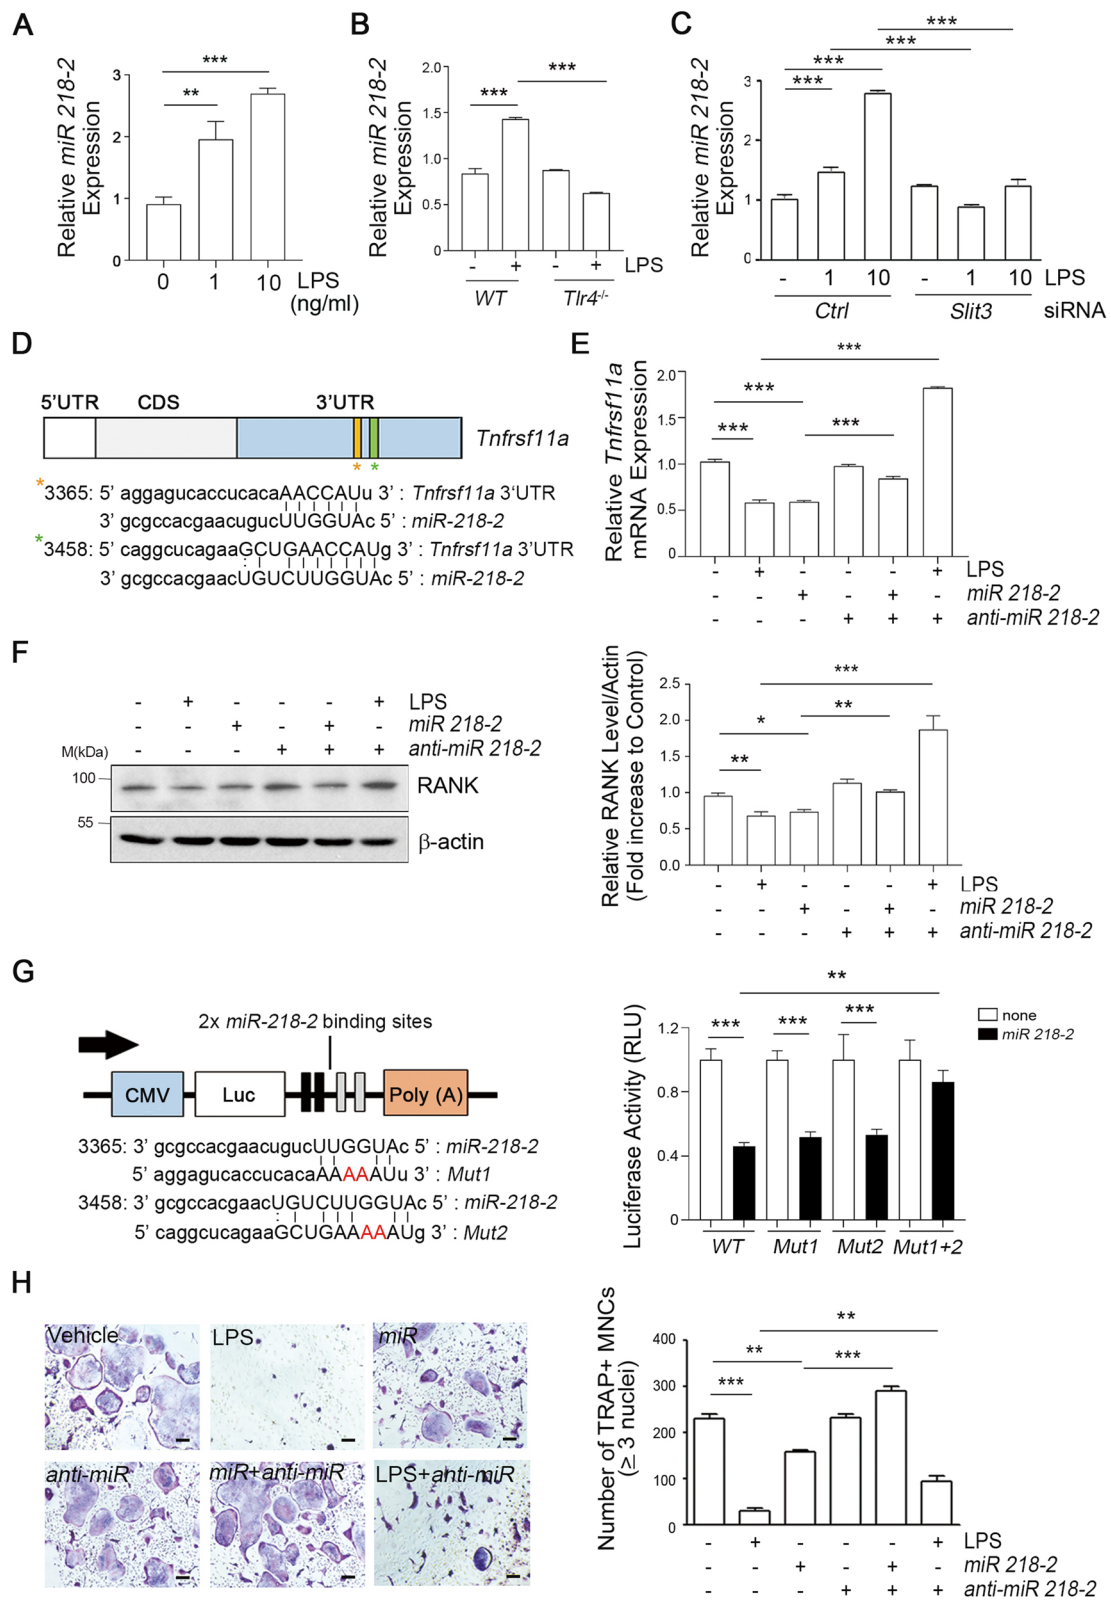 A
Relative miR 218-2
Expression
3
2
1
0
**
***
0 1 10 LPS
(ng/ml)
B
Relative miR 218-2
Expression
2.0
1.5
1.0
0.5
0
***
***
- + - + LPS
WT Tlr4-/-
C
Relative miR 218-2
Expression
3
2
1
0
***
***
***
***
- 1 10 - 1 10 LPS
Ctrl Slit3 siRNA
D
5'UTR CDS 3'UTR
Tnfrsf11a
* *
*3365: 5' aggagucaccucacaAACCAUu 3' : Tnfrsf11a 3'UTR
3' gcgccacgaacugucUUGGUAc 5' : miR-218-2
*3458: 5' caggcucagaaGCUGAACCAUg 3' : Tnfrsf11a 3'UTR
3' gcgccacgaacUGUCUUGGUAc 5' : miR-218-2
E
Relative Tnfrsf11a
mRNA Expression
2.0
1.5
1.0
0.5
0
***
***
***
***
- + - - - + LPS
- - + - + - miR 218-2
- - - + + + anti-miR 218-2
F
- + - - - + LPS
- - + - + - miR 218-2
- - - + + + anti-miR 218-2
M(kDa)
100
RANK
55
β-actin
Relative RANK Level/Actin
(Fold increase to Control)
2.5
2.0
1.5
1.0
0.5
0.0
***
**
*
**
- + - - - + LPS
- - + - + - miR 218-2
- - - + + + anti-miR 218-2
G
2x miR-218-2 binding sites
CMV Luc Poly (A)
3365: 3' gcgccacgaacugucUUGGUAc 5' : miR-218-2
5' aggagucaccucacaAAAAAUu 3' : Mut1
3458: 3' gcgccacgaacUGUCUUGGUAc 5' : miR-218-2
5' caggcucagaaGCUGAAAAAUg 3' : Mut2
Luciferase Activity (RLU)
1.2
0.8
0.4
0
**
*** *** ***
none
miR 218-2
WT Mut1 Mut2 Mut1+2
H
Vehicle LPS miR
anti-miR miR+anti-miR LPS+anti-miR
Number of TRAP+ MNCs
(≥ 3 nuclei)
400
300
200
100
0
**
** ***
***
- + - - - + LPS
- - + - + - miR 218-2
- - - + + + anti-miR 218-2